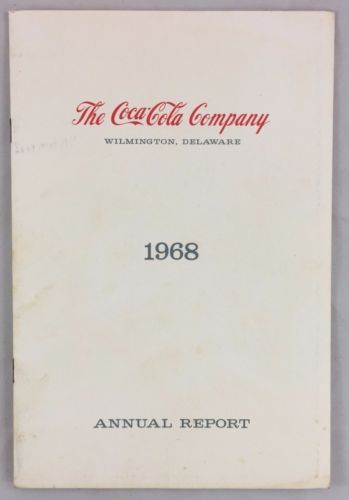 The Coca-Cola Company
WILMINGTON, DELAWARE
1968
ANNUAL REPORT